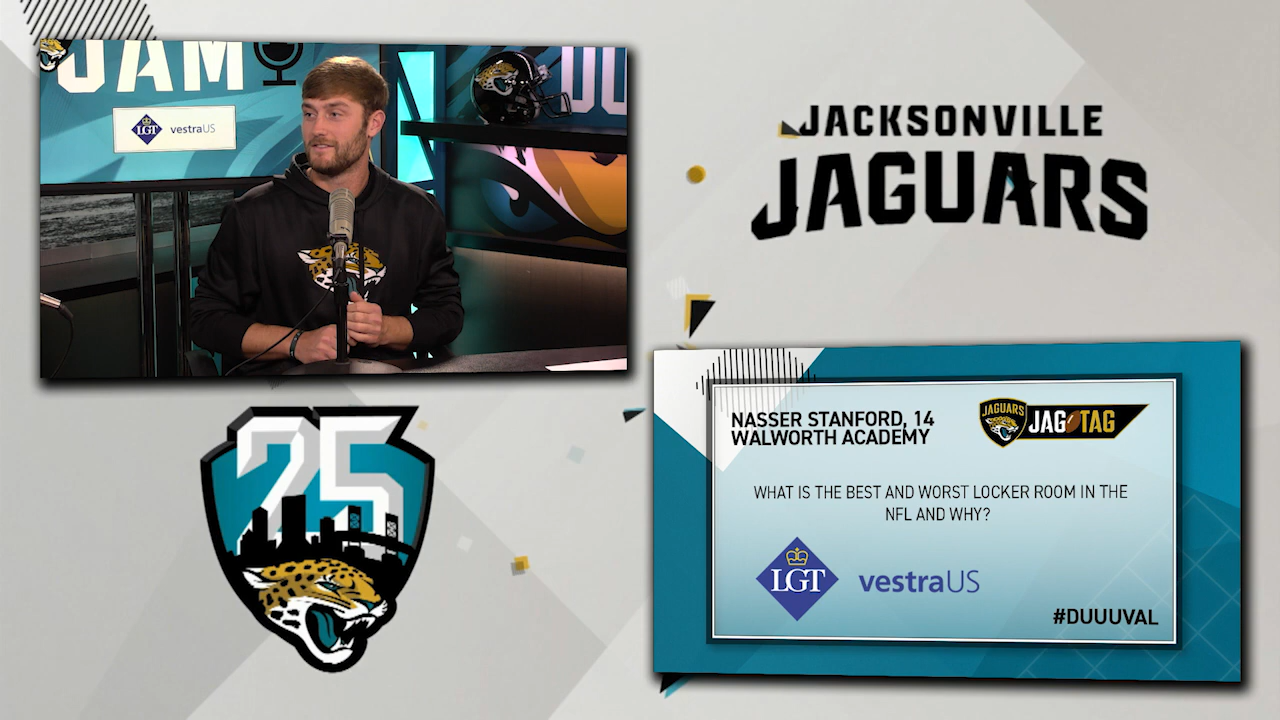 JAM
LGT vestraUS
JACKSONVILLE
JAGUARS
25
NASSER STANFORD, 14
WALWORTH ACADEMY
JAGUARS
JAG TAG
WHAT IS THE BEST AND WORST LOCKER ROOM IN THE
NFL AND WHY?
LGT vestraUS
#DUUUVAL